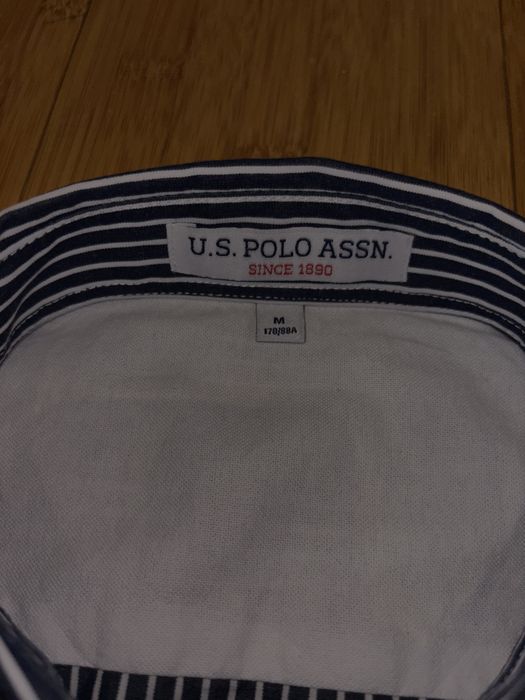 U.S. POLO ASSN.
SINCE 1890
M
170/88A